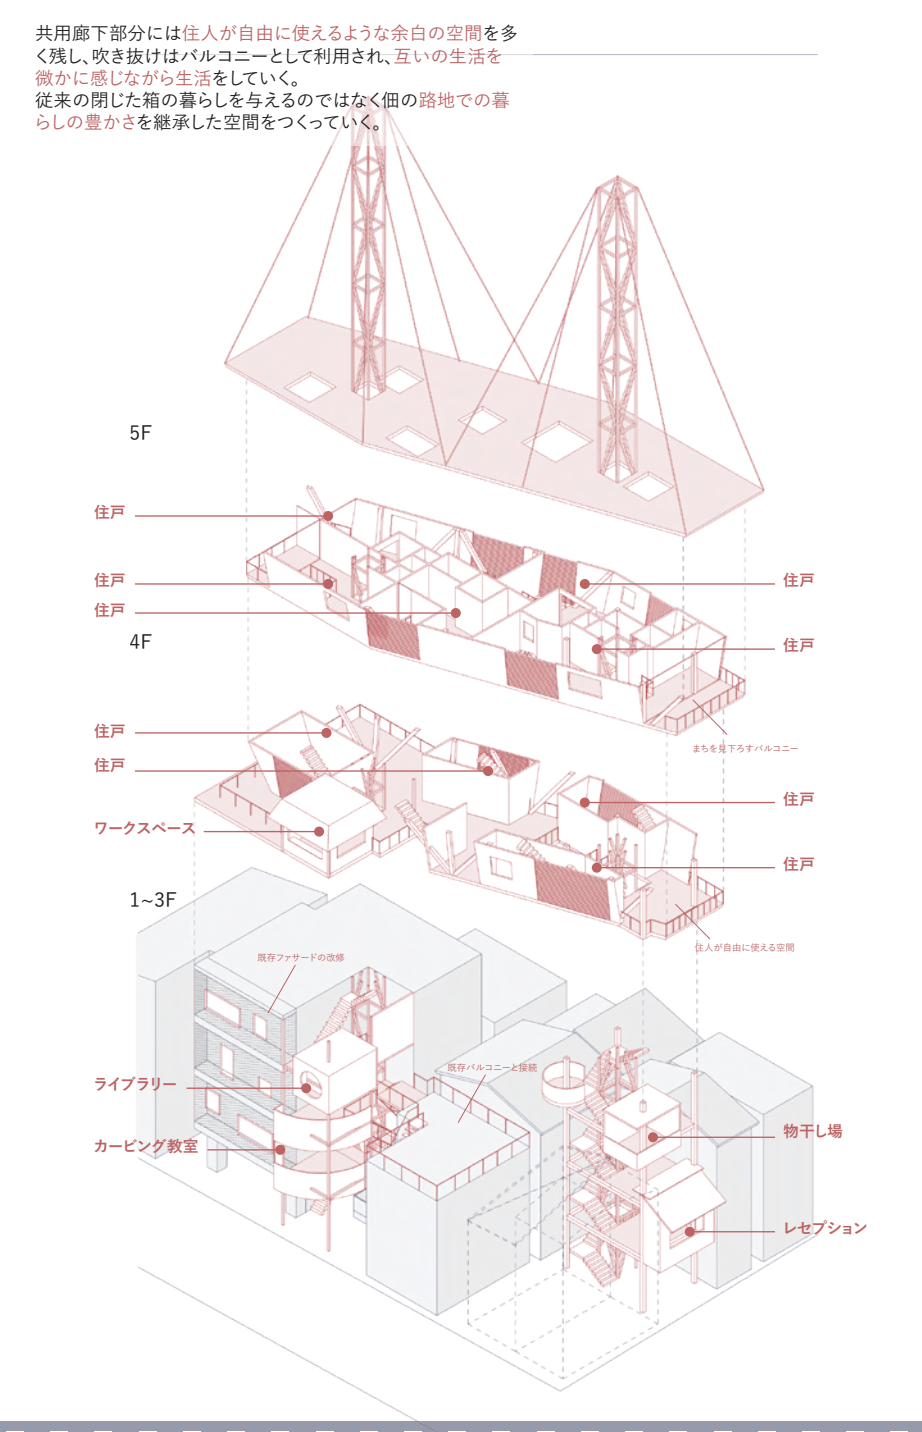 共用廊下部分には住人が自由に使えるような余白の空間を多
く残し、吹き抜けはバルコニーとして利用され、互いの生活を
微かに感じながら生活をしていく。
従来の閉じた箱の暮らしを与えるのではなく佃の路地での暮
らしの豊かさを継承した空間をつくっていく。
5F
住戸
住戸
住戸
住戸
4F
住戸
まちを見下ろすバルコニー
住戸
住戸
住戸
ワークスペース
住戸
1~3F
住人が自由に使える空間
既存ファサードの改修
既存バルコニーと接続
ライブラリー
物干し場
カービング教室
レセプション